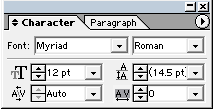 Character Paragraph
Font: Myriad Roman
T T 12 pt A A (14.5 pt)
A V Auto A V 0